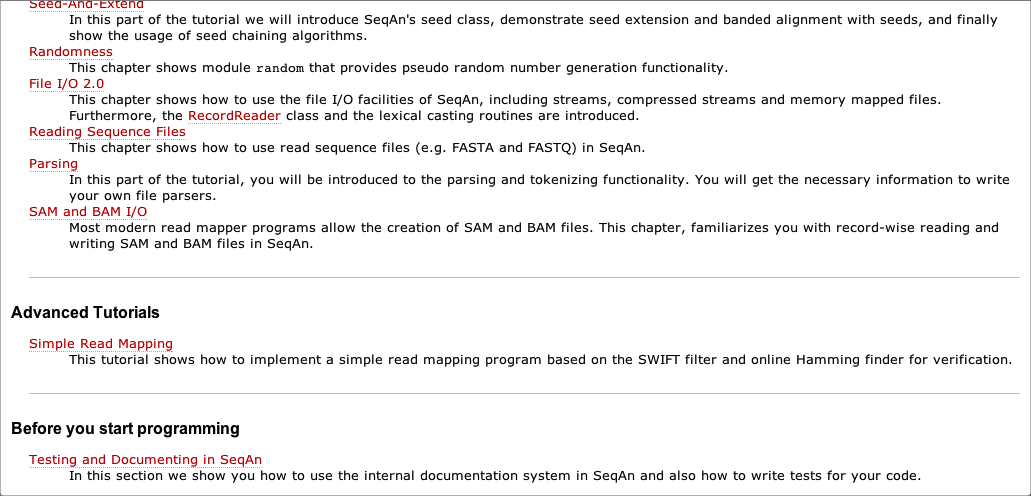 Seed-And-Extend
In this part of the tutorial we will introduce SeqAn's seed class, demonstrate seed extension and banded alignment with seeds, and finally
show the usage of seed chaining algorithms.
Randomness
This chapter shows module random that provides pseudo random number generation functionality.
File I/O 2.0
This chapter shows how to use the file I/O facilities of SeqAn, including streams, compressed streams and memory mapped files.
Furthermore, the RecordReader class and the lexical casting routines are introduced.
Reading Sequence Files
This chapter shows how to use read sequence files (e.g. FASTA and FASTQ) in SeqAn.
Parsing
In this part of the tutorial, you will be introduced to the parsing and tokenizing functionality. You will get the necessary information to write
your own file parsers.
SAM and BAM I/O
Most modern read mapper programs allow the creation of SAM and BAM files. This chapter, familiarizes you with record-wise reading and
writing SAM and BAM files in SeqAn.
Advanced Tutorials
Simple Read Mapping
This tutorial shows how to implement a simple read mapping program based on the SWIFT filter and online Hamming finder for verification.
Before you start programming
Testing and Documenting in SeqAn
In this section we show you how to use the internal documentation system in SeqAn and also how to write tests for your code.